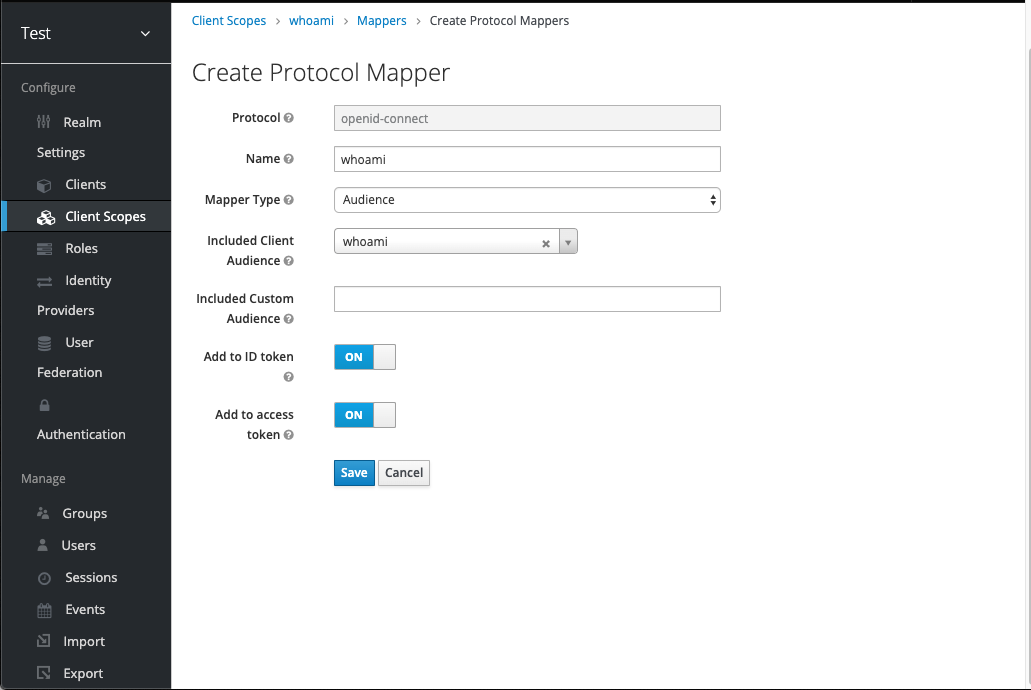 Test
Configure
Realm
Settings
Clients
Client Scopes
Roles
Identity
Providers
User
Federation
Authentication
Manage
Groups
Users
Sessions
Events
Import
Export
Client Scopes > whoami > Mappers > Create Protocol Mappers
Create Protocol Mapper
Protocol
openid-connect
Name
whoami
Mapper Type
Audience
Included Client
Audience
whoami
Included Custom
Audience
Add to ID token
ON
Add to access
token
ON
Save Cancel